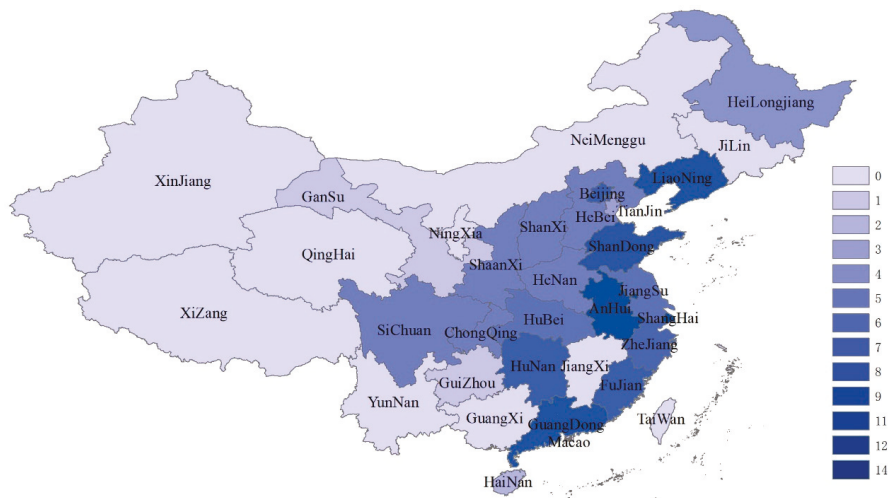 HeiLongjiang
JiLin
NeiMenggu
LiaoNing
XinJiang
GanSu
Beijing
TianJin
HeBei
NingXia
ShanXi
ShanDong
QingHai
ShaanXi
HeNan
JiangSu
XiZang
AnHui
ShangHai
SiChuan
HuBei
ChongQing
ZheJiang
HuNan
JiangXi
GuiZhou
FuJian
YunNan
GuangXi
GuangDong
TaiWan
Macao
HaiNan
0
1
2
3
4
5
6
7
8
9
11
12
14